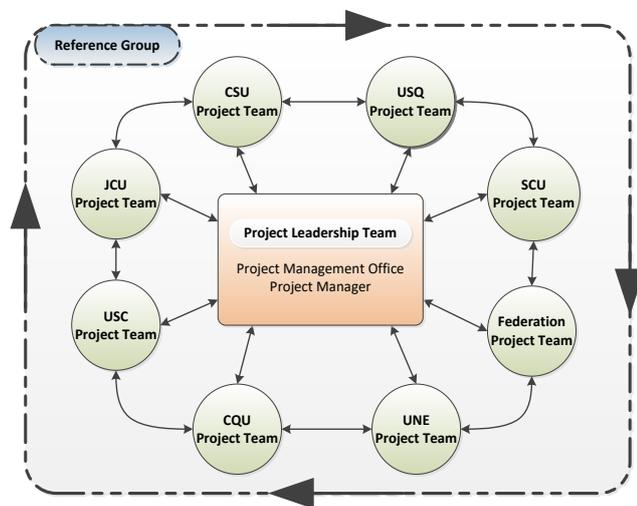 Reference Group
CSU
Project Team
USQ
Project Team
JCU
Project Team
SCU
Project Team
Project Leadership Team
Project Management Office
Project Manager
USC
Project Team
Federation
Project Team
CQU
Project Team
UNE
Project Team